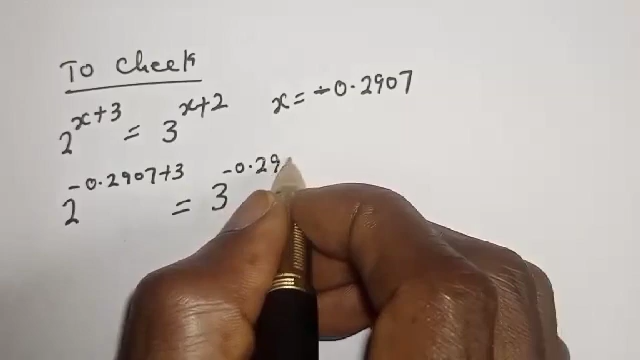 To Check
2^{x+3} = 3^{x+2} x = -0.2907
2^{-0.2907+3} = 3^{-0.29